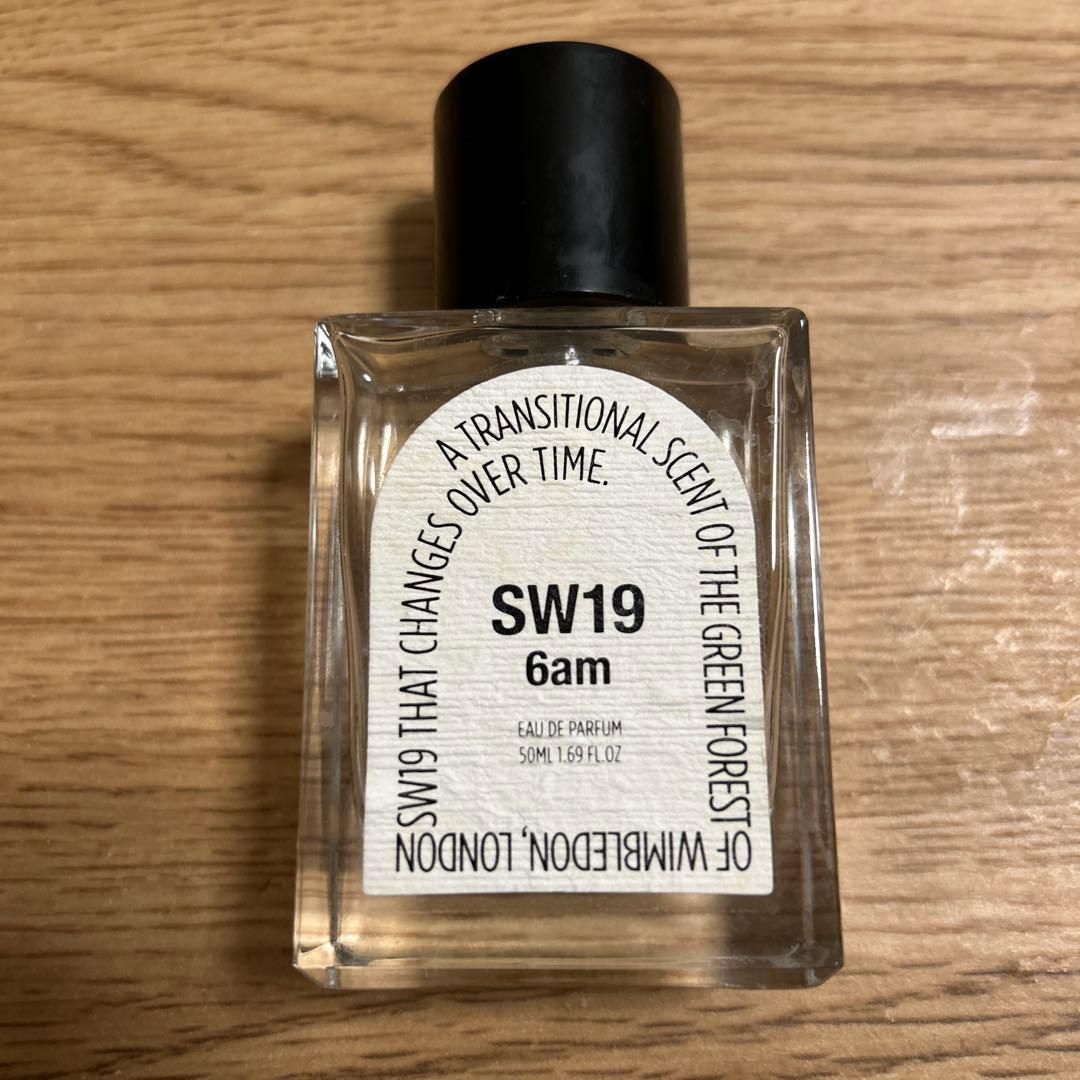 A TRANSITIONAL SCENT OF THE GREEN FOREST
OF WIMBLEDON, LONDON
SW19 THAT CHANGES OVER TIME.
SW19
6am
EAU DE PARFUM
50ML 1.69 FL.OZ